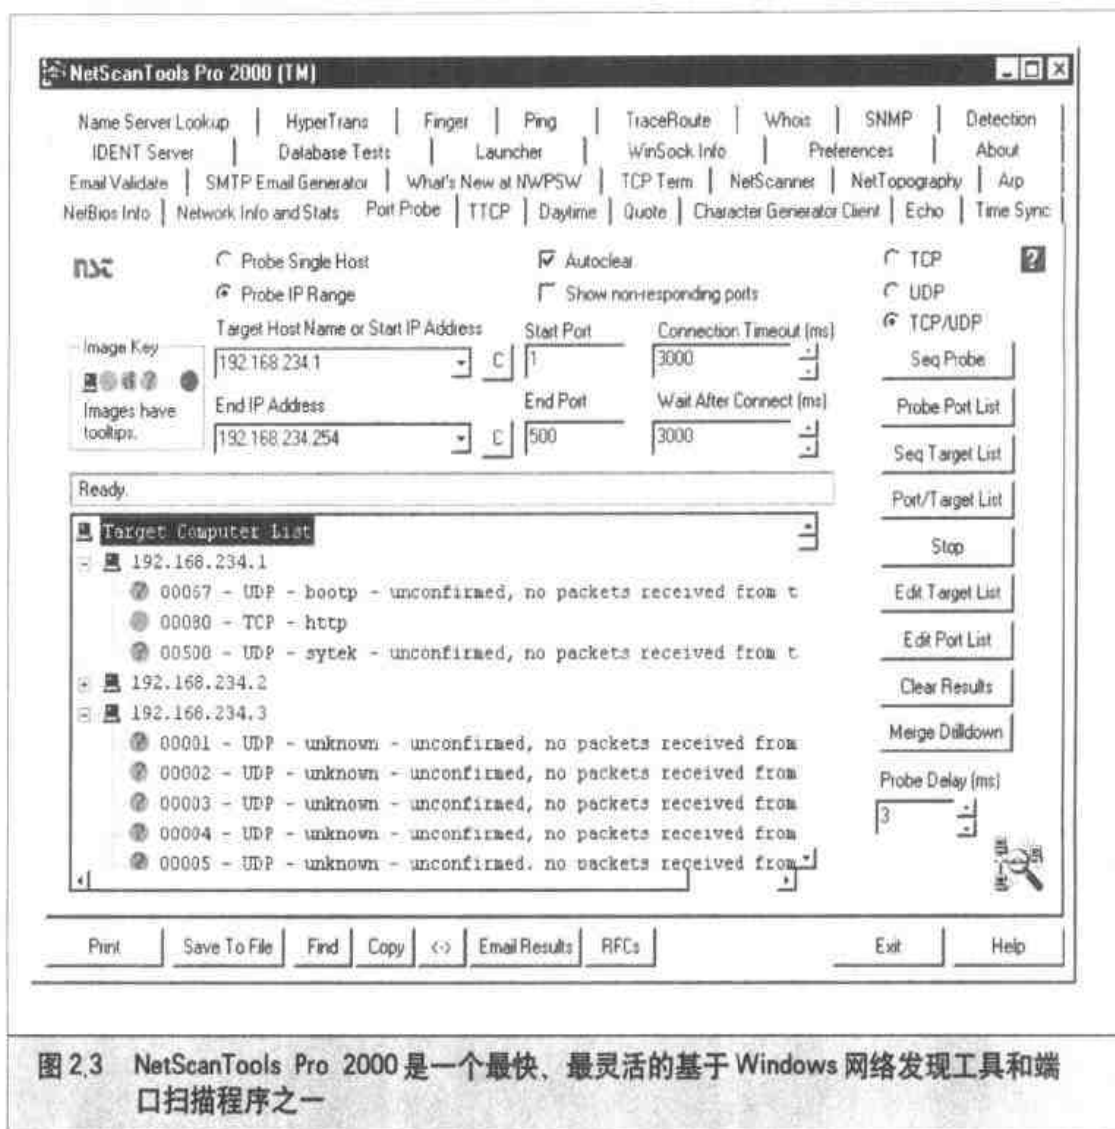 NetScanTools Pro 2000 (TM)
Name Server Lookup | HyperTrans | Finger | Ping | TraceRoute | Whois | SNMP | Detection
IDENT Server | Database Tests | Launcher | WinSock Info | Preferences | About
Email Validate | SMTP Email Generator | What's New at NWPSW | TCP Term | NetScanner | NetTopography | Arp
NetBios Info | Network Info and Stats Port Probe | TTCP | Daytime | Quote | Character Generator Client | Echo | Time Sync
nst
Probe Single Host
Autoclear
TCP
?
Probe IP Range
Show non-responding ports
UDP
TCP/UDP
Image Key
Images have
tooltips.
Target Host Name or Start IP Address
192.168.234.1
C
Start Port
1
Connection Timeout (ms)
3000
End IP Address
192.168.234.254
C
End Port
500
Wait After Connect (ms)
3000
Seq Probe
Probe Port List
Seq Target List
Port/Target List
Stop
Edit Target List
Edit Port List
Clear Results
Merge Drilldown
Probe Delay (ms)
3
Ready.
Target Computer List
192.168.234.1
00067 - UDP - bootp - unconfirmed, no packets received from t
00080 - TCP - http
00500 - UDP - sytek - unconfirmed, no packets received from t
192.168.234.2
192.168.234.3
00001 - UDP - unknown - unconfirmed, no packets received from
00002 - UDP - unknown - unconfirmed, no packets received from
00003 - UDP - unknown - unconfirmed, no packets received from
00004 - UDP - unknown - unconfirmed, no packets received from
00005 - UDP - unknown - unconfirmed. no packets received from
Print
Save To File
Find
Copy
<->
Email Results
RFCs
Exit
Help
图 2.3 NetScanTools Pro 2000 是一个最快、最灵活的基于 Windows 网络发现工具和端
口扫描程序之一